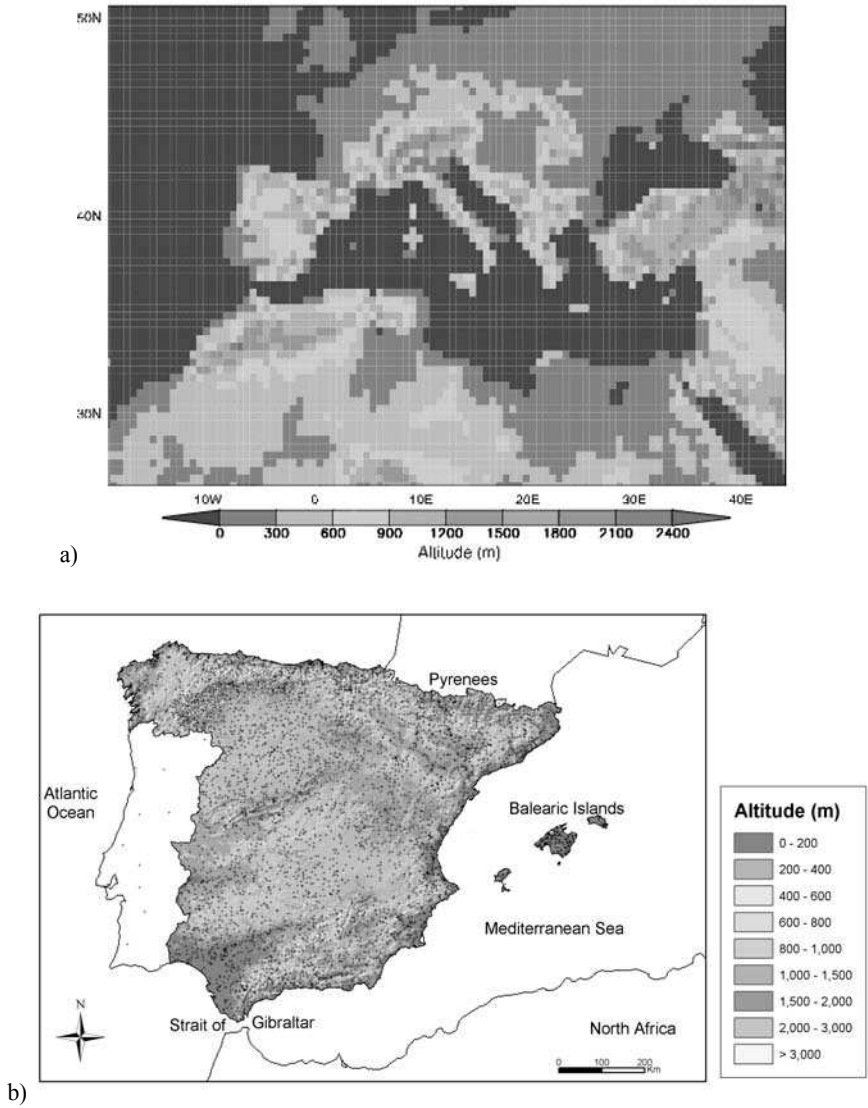 50N
40N
30N
10W 0 10E 20E 30E 40E
0 300 600 900 1200 1500 1800 2100 2400
Altitude (m)
a)
Pyrenees
Atlantic
Ocean
Balearic Islands
Mediterranean Sea
N
Strait of Gibraltar
North Africa
0 100 200
Km
Altitude (m)
0 - 200
200 - 400
400 - 600
600 - 800
800 - 1,000
1,000 - 1,500
1,500 - 2,000
2,000 - 3,000
> 3,000
b)